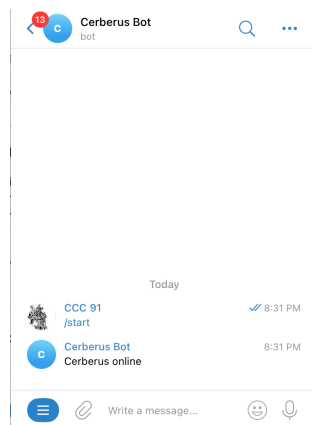 13
C
Cerberus Bot
bot
Today
CCC 91
8:31 PM
/start
C
Cerberus Bot
8:31 PM
Cerberus online
Write a message...